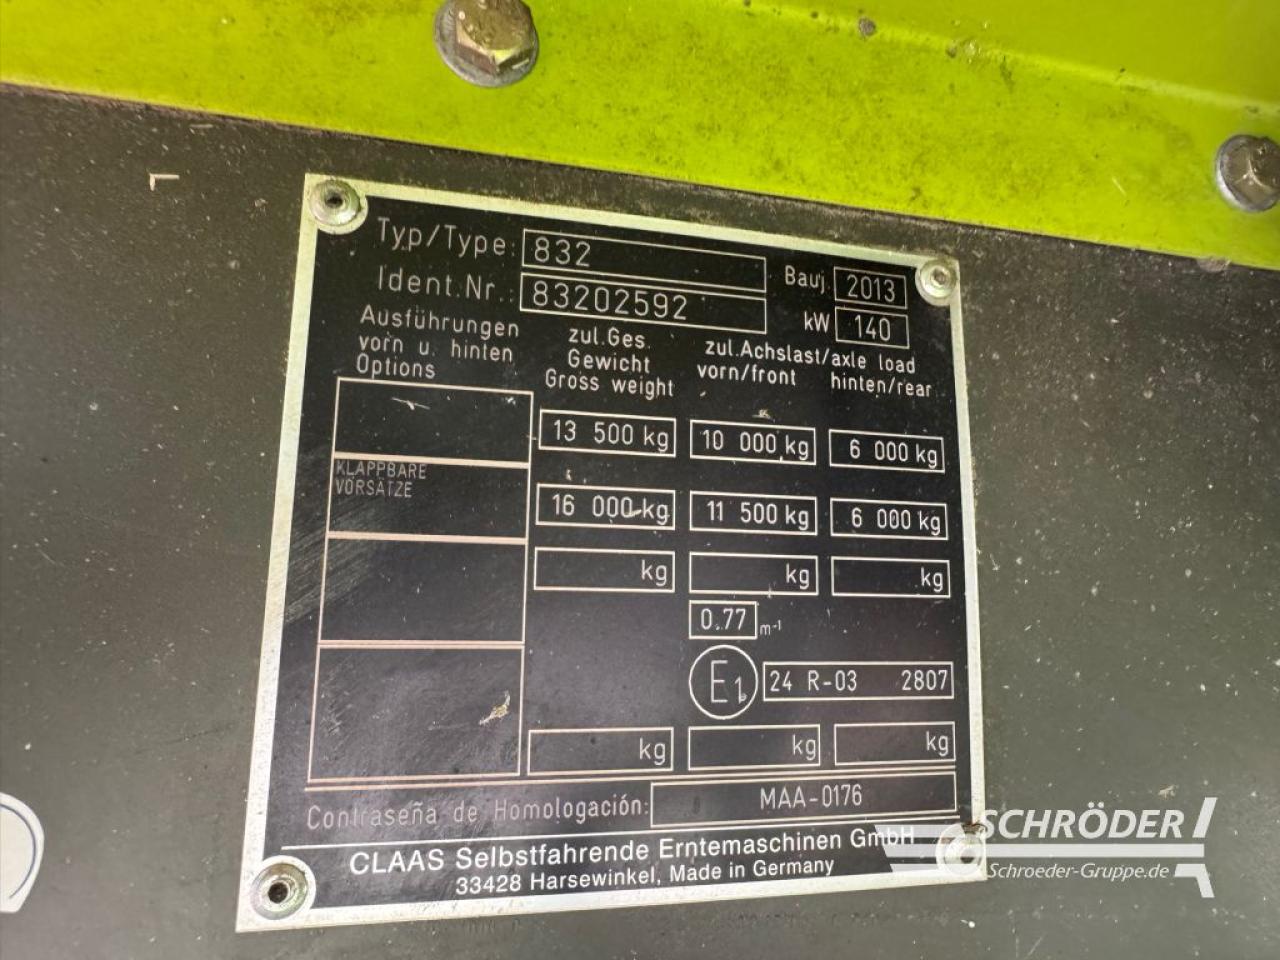 Typ/Type: 832 Bauj. 2013
Ident.Nr.: 83202592 kW 140
Ausführungen vorn u. hinten Options
zul.Ges. Gewicht Gross weight
zul.Achslast/axle load
vorn/front hinten/rear
13 500 kg 10 000 kg 6 000 kg
KLAPPBARE
VORSÄTZE
16 000 kg 11 500 kg 6 000 kg
kg kg kg
0.77 m-1
E1 24 R-03 2807
kg kg kg
Contraseña de Homologación: MAA-0176
CLAAS Selbstfahrende Erntemaschinen GmbH
33428 Harsewinkel, Made in Germany
SCHRÖDER
Schroeder-Gruppe.de